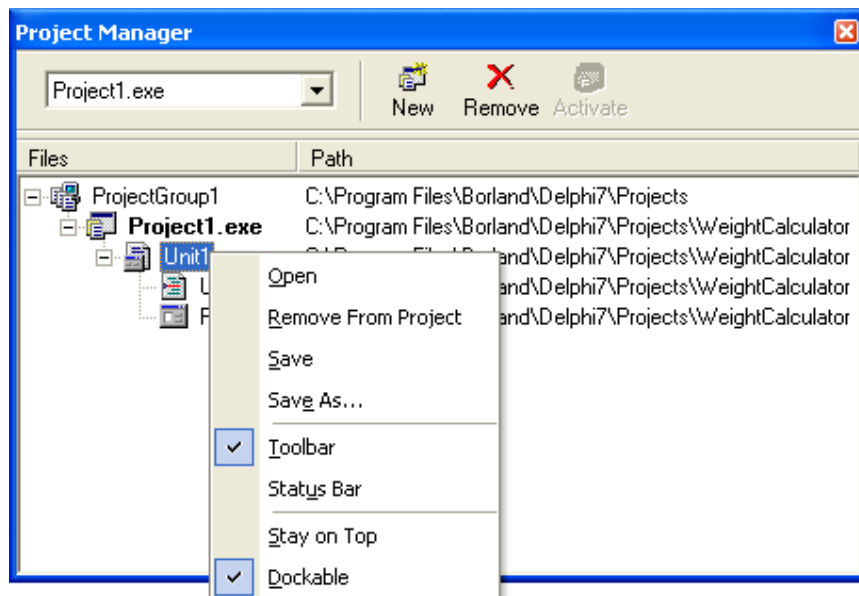 Project Manager
Project1.exe
New Remove Activate
Files Path
ProjectGroup1 C:\Program Files\Borland\Delphi7\Projects
Project1.exe C:\Program Files\Borland\Delphi7\Projects\WeightCalculator
Unit1 and\Delphi7\Projects\WeightCalculator
and\Delphi7\Projects\WeightCalculator
and\Delphi7\Projects\WeightCalculator
Open
Remove From Project
Save
Save As...
Toolbar
Status Bar
Stay on Top
Dockable